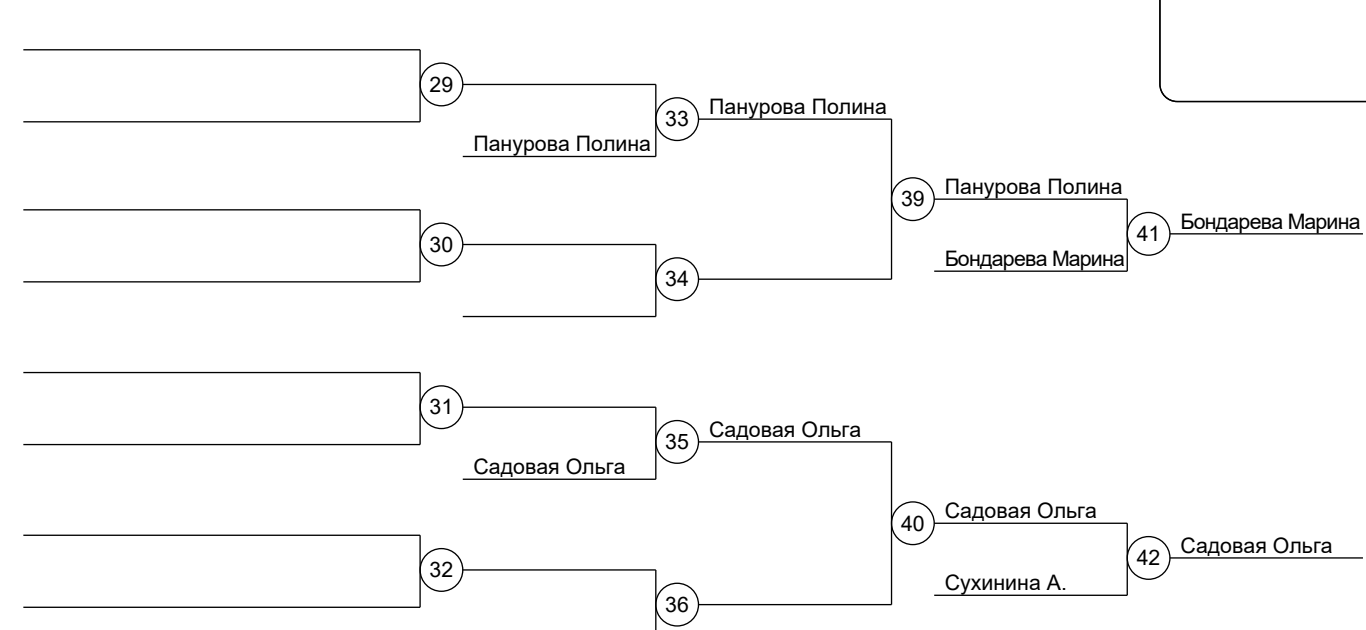 29
33 Панурова Полина
Панурова Полина
39 Панурова Полина
41 Бондарева Марина
30
Бондарева Марина
34
31
35 Садовая Ольга
Садовая Ольга
40 Садовая Ольга
42 Садовая Ольга
32
Сухинина А.
36